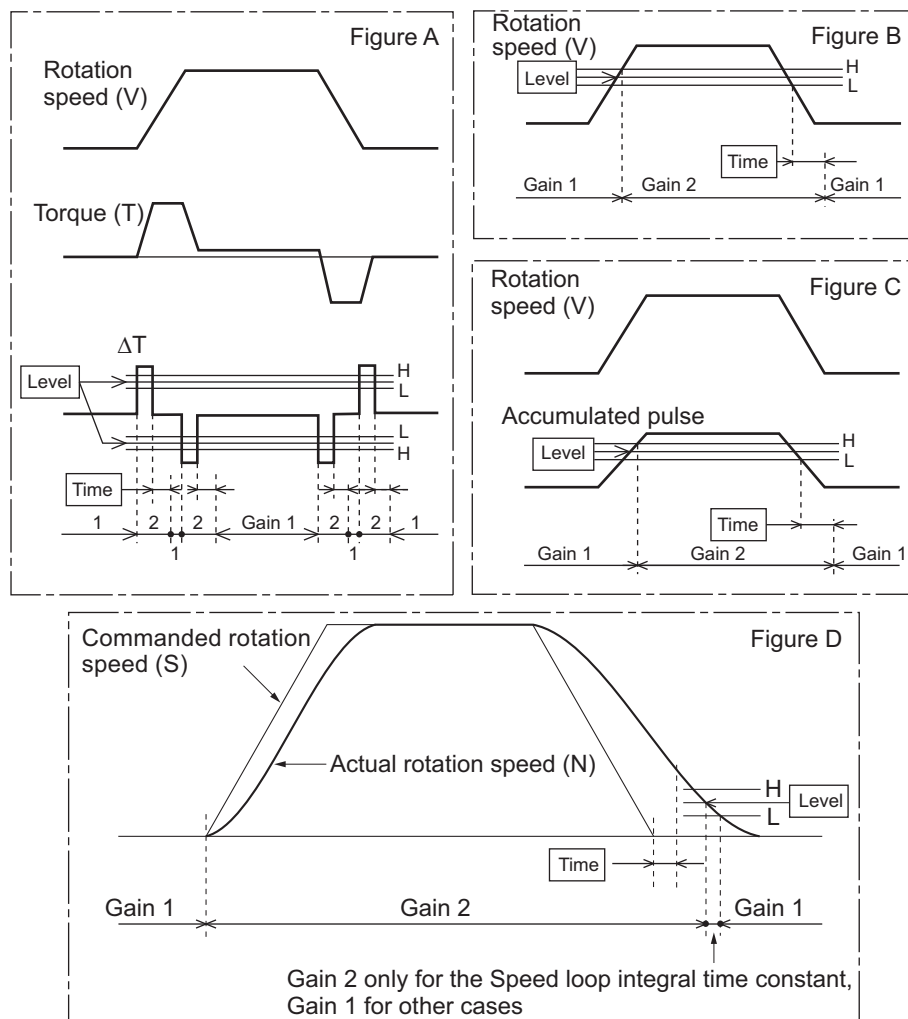 Figure A
Rotation
speed (V)
Torque (T)
ΔT
Level
H
L
L
H
Time
1
2
2
Gain 1
2
2
1
1
1
Figure B
Rotation
speed (V)
Level
H
L
Time
Gain 1
Gain 2
Gain 1
Figure C
Rotation
speed (V)
Accumulated pulse
Level
H
L
Time
Gain 1
Gain 2
Gain 1
Figure D
Commanded rotation
speed (S)
Actual rotation speed (N)
H
Level
L
Time
Gain 1
Gain 2
Gain 1
Gain 2 only for the Speed loop integral time constant,
Gain 1 for other cases